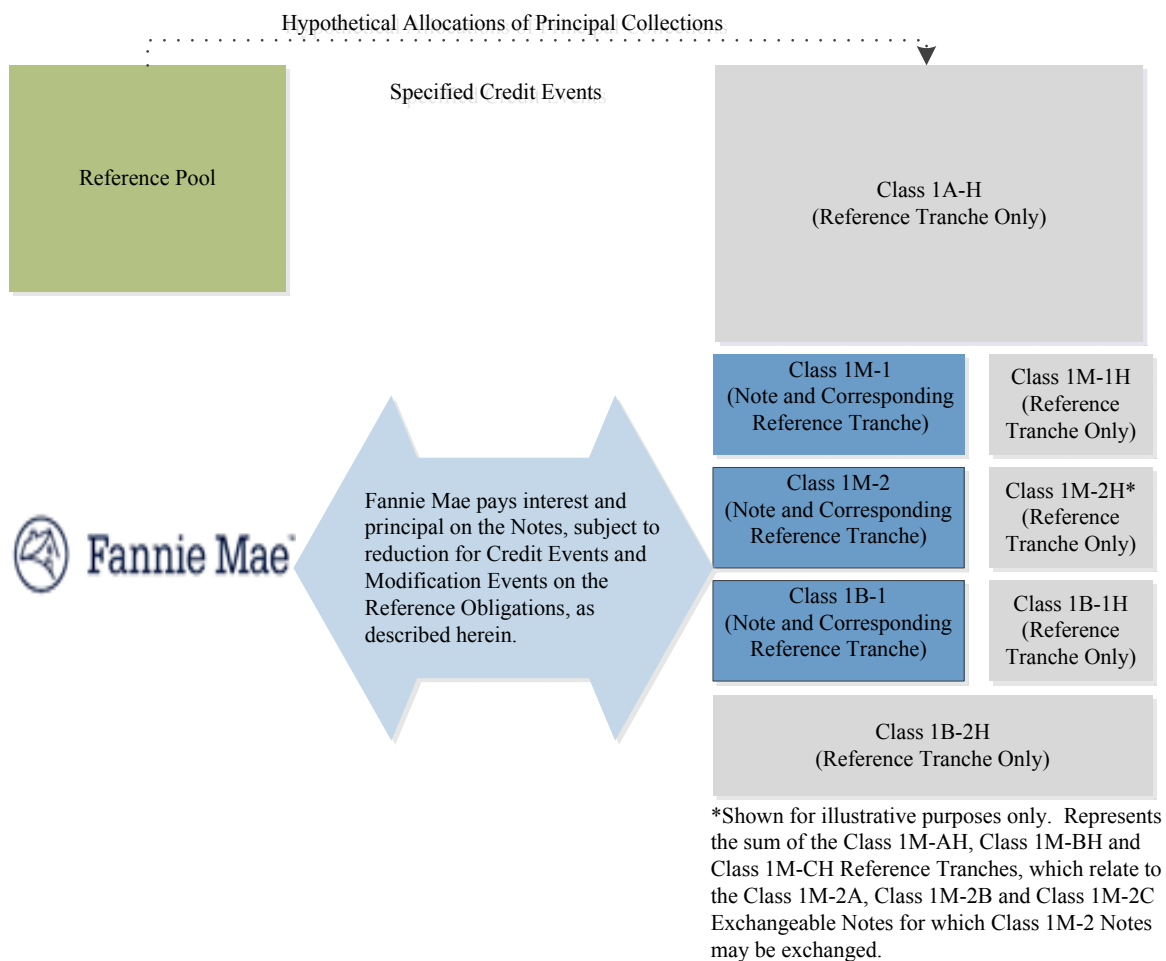 Hypothetical Allocations of Principal Collections
Specified Credit Events
Reference Pool
Class 1A-H
(Reference Tranche Only)
Class 1M-1
(Note and Corresponding
Reference Tranche)
Class 1M-1H
(Reference
Tranche Only)
Fannie Mae™
Fannie Mae pays interest and
principal on the Notes, subject to
reduction for Credit Events and
Modification Events on the
Reference Obligations, as
described herein.
Class 1M-2
(Note and Corresponding
Reference Tranche)
Class 1M-2H*
(Reference
Tranche Only)
Class 1B-1
(Note and Corresponding
Reference Tranche)
Class 1B-1H
(Reference
Tranche Only)
Class 1B-2H
(Reference Tranche Only)
*Shown for illustrative purposes only.  Represents
the sum of the Class 1M-AH, Class 1M-BH and
Class 1M-CH Reference Tranches, which relate to
the Class 1M-2A, Class 1M-2B and Class 1M-2C
Exchangeable Notes for which Class 1M-2 Notes
may be exchanged.